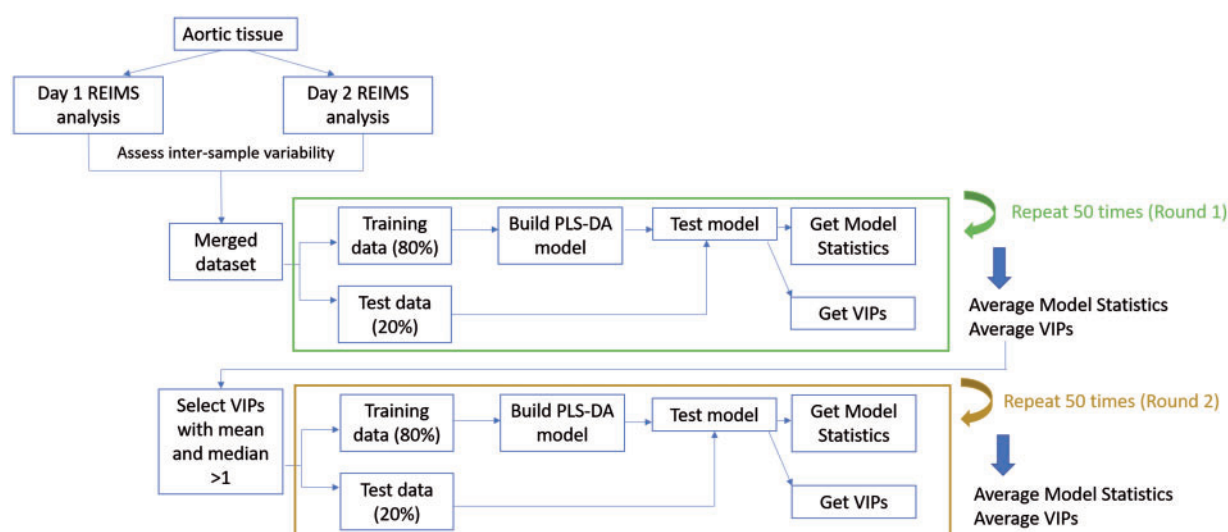 Aortic tissue
Day 1 REIMS
analysis
Day 2 REIMS
analysis
Assess inter-sample variability
Merged
dataset
Training
data (80%)
Build PLS-DA
model
Test model
Get Model
Statistics
Test data
(20%)
Get VIPs
Repeat 50 times (Round 1)
Average Model Statistics
Average VIPs
Select VIPs
with mean
and median
>1
Training
data (80%)
Build PLS-DA
model
Test model
Get Model
Statistics
Test data
(20%)
Get VIPs
Repeat 50 times (Round 2)
Average Model Statistics
Average VIPs